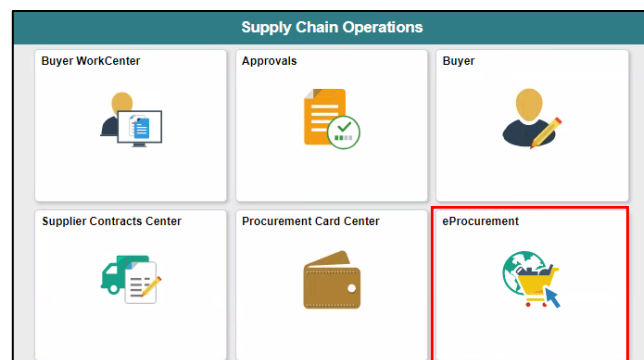 Supply Chain Operations
Buyer WorkCenter
Approvals
Buyer
Supplier Contracts Center
Procurement Card Center
eProcurement